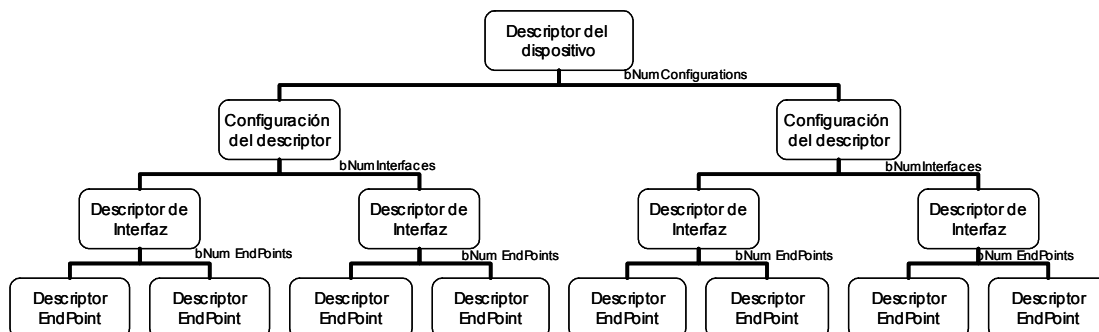 Descriptor del
dispositivo
bNumConfigurations
Configuración
del descriptor
Configuración
del descriptor
bNumInterfaces
bNumInterfaces
Descriptor de
Interfaz
Descriptor de
Interfaz
Descriptor de
Interfaz
Descriptor de
Interfaz
bNum EndPoints
bNum EndPoints
bNum EndPoints
bNum EndPoints
Descriptor
EndPoint
Descriptor
EndPoint
Descriptor
EndPoint
Descriptor
EndPoint
Descriptor
EndPoint
Descriptor
EndPoint
Descriptor
EndPoint
Descriptor
EndPoint